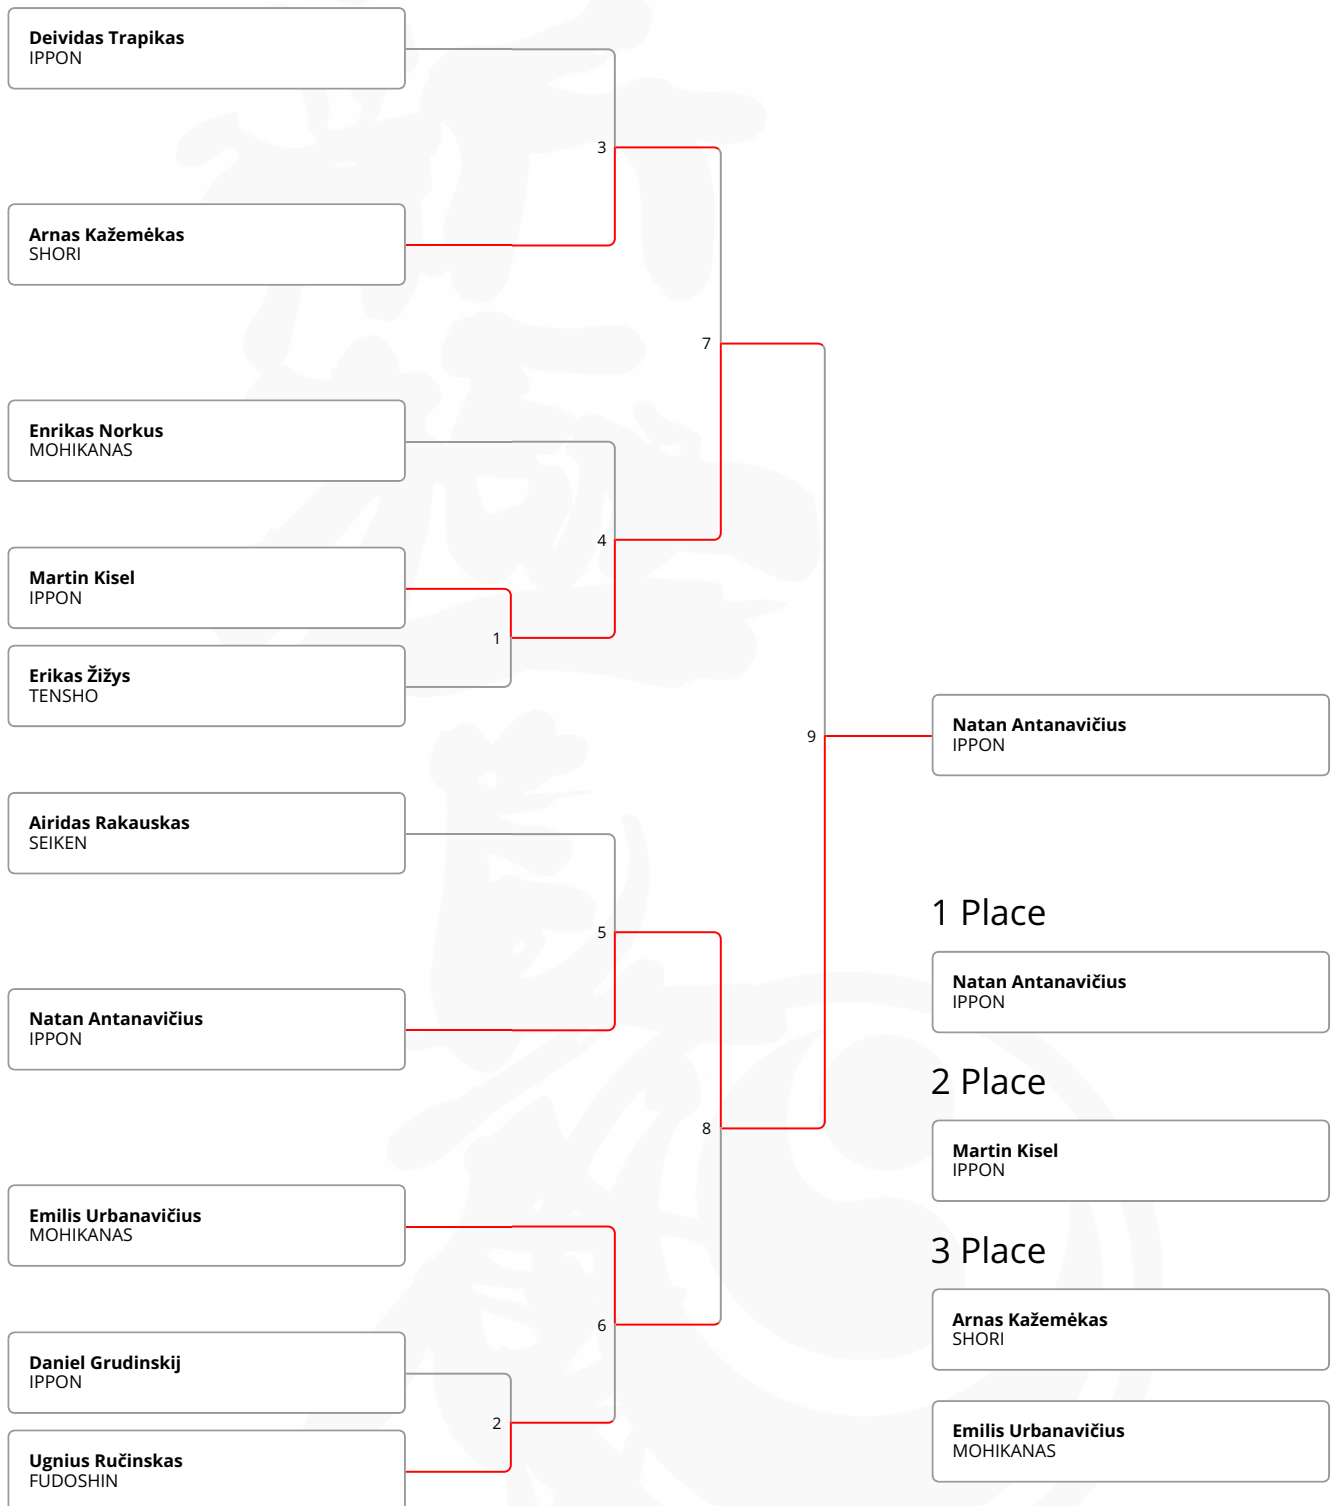 Deividas Trapikas
IPPON
3
Arnas Kažemėkas
SHORI
7
Enrikas Norkus
MOHIKANAS
4
Martin Kisel
IPPON
1
Erikas Žižys
TENSHO
9
Natan Antanavičius
IPPON
Airidas Rakauskas
SEIKEN
1 Place
5
Natan Antanavičius
IPPON
Natan Antanavičius
IPPON
2 Place
8
Martin Kisel
IPPON
Emilis Urbanavičius
MOHIKANAS
3 Place
6
Arnas Kažemėkas
SHORI
Daniel Grudinskij
IPPON
2
Emilis Urbanavičius
MOHIKANAS
Ugnius Ručinskas
FUDOSHIN